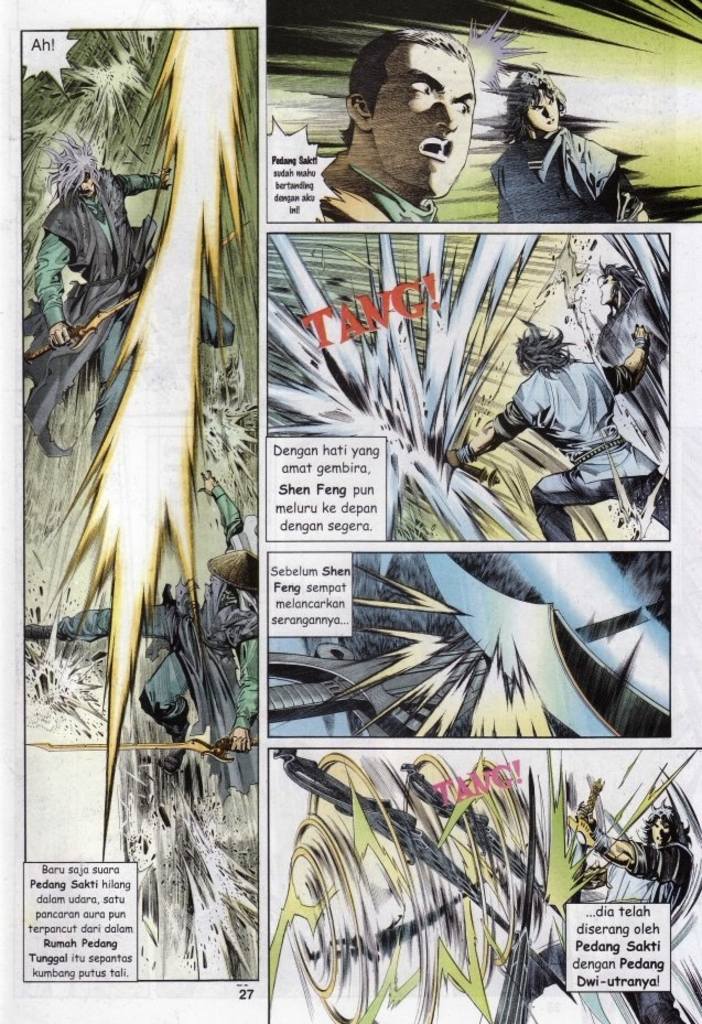 Ah!
Baru saja suara
Pedang Sakti hilang
dalam udara, satu
pancaran aura pun
terpancut dari dalam
Rumah Pedang
Tunggal itu sepantas
kumbang putus tali.
Pedang Sakti
sudah mahu
bertanding
dengan aku
ini!
TANG!
Dengan hati yang
amat gembira,
Shen Feng pun
meluru ke depan
dengan segera.
Sebelum Shen
Feng sempat
melancarkan
serangannya...
TANG!
...dia telah
diserang oleh
Pedang Sakti
dengan Pedang
Dwi-utranya!
27